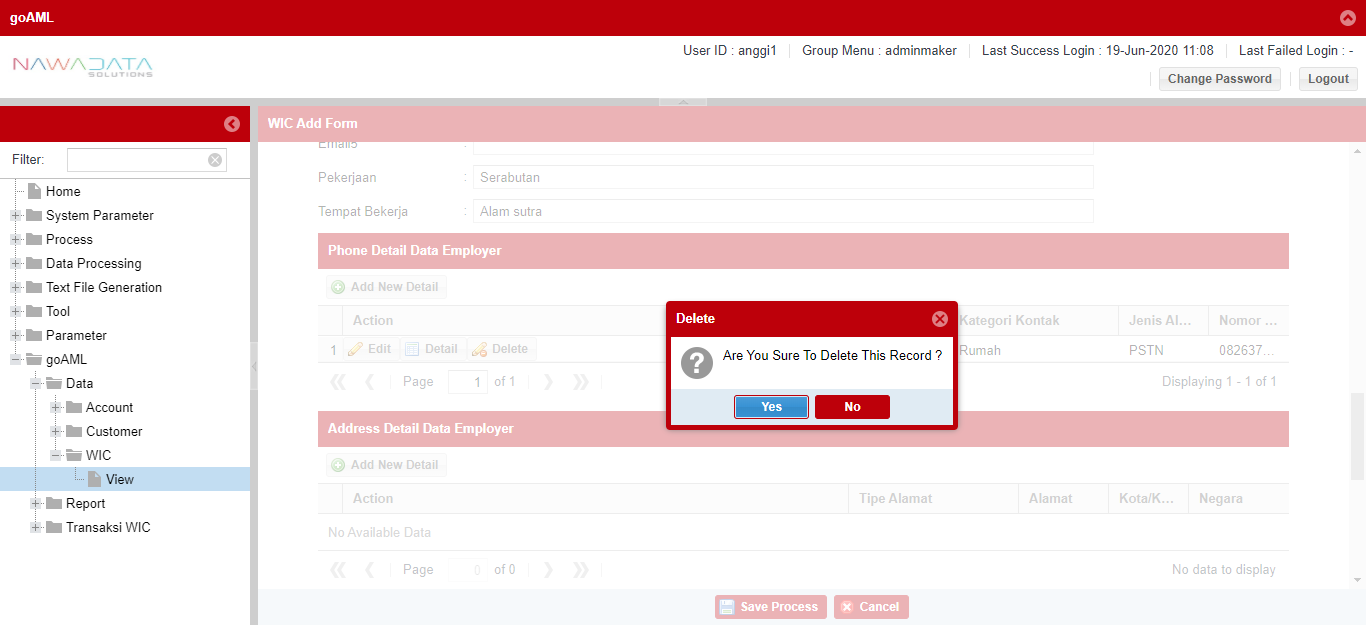 goAML
NAWADATA
SOLUTIONS
User ID : anggi1
Group Menu : adminmaker
Last Success Login : 19-Jun-2020 11:08
Last Failed Login : -
Change Password
Logout
Filter:
Home
System Parameter
Process
Data Processing
Text File Generation
Tool
Parameter
goAML
Data
Account
Customer
WIC
View
Report
Transaksi WIC
WIC Add Form
Email5 :
Pekerjaan : Serabutan
Tempat Bekerja : Alam sutra
Phone Detail Data Employer
Add New Detail
Action Kategori Kontak Jenis Al... Nomor ...
1 Edit Detail Delete Rumah PSTN 082637...
Page 1 of 1 Displaying 1 - 1 of 1
Delete
Are You Sure To Delete This Record ?
Yes No
Address Detail Data Employer
Add New Detail
Action Tipe Alamat Alamat Kota/K... Negara
No Available Data
Page 0 of 0 No data to display
Save Process Cancel